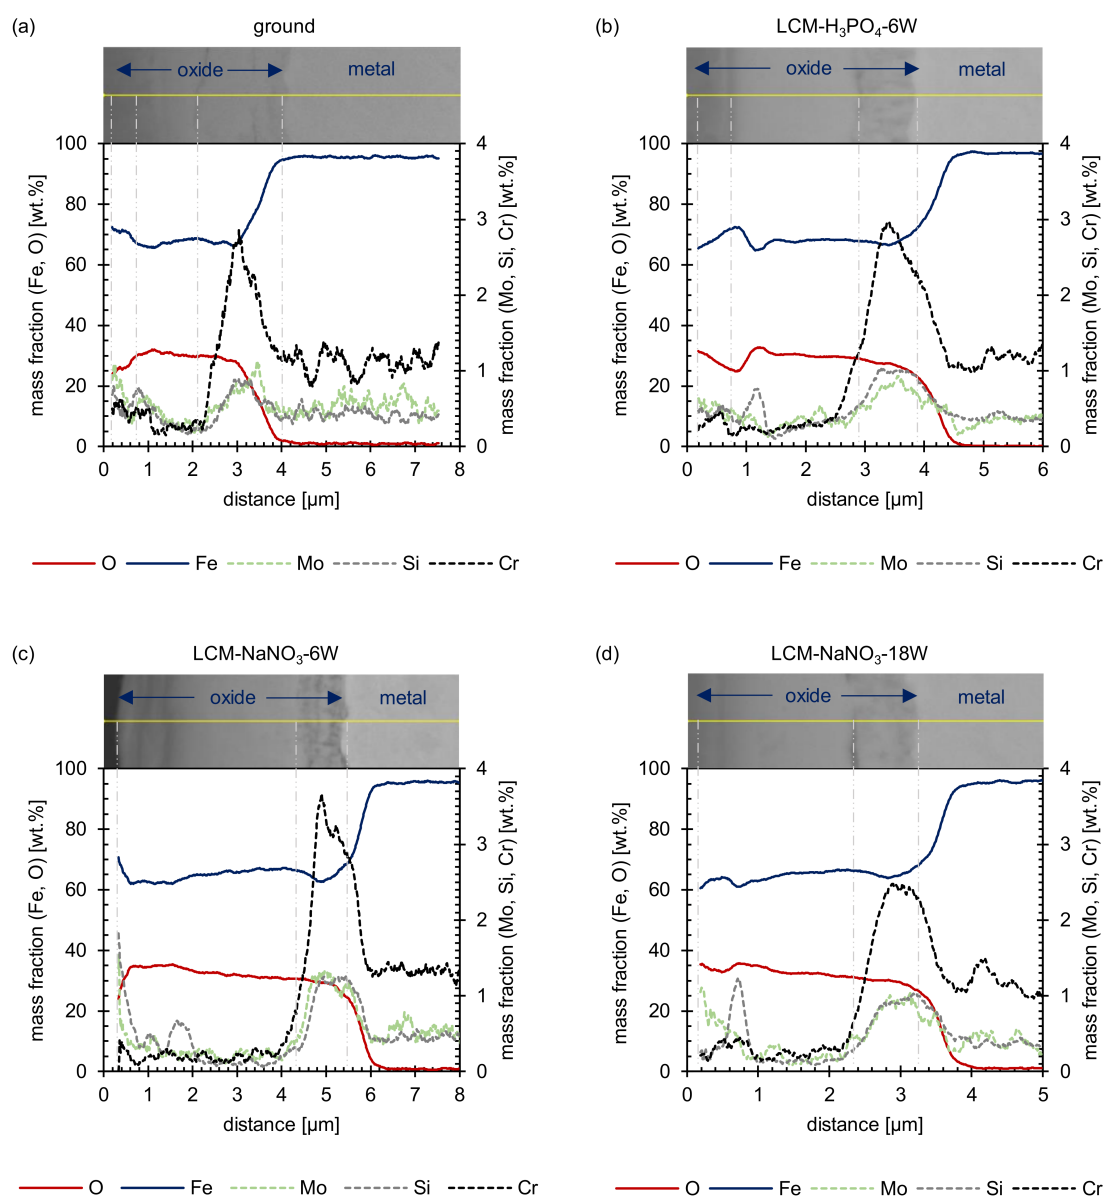 (a) ground
oxide metal
100 4
80 3
60
2
40
20 1
0 0
0 1 2 3 4 5 6 7 8
distance [µm]
mass fraction (Fe, O) [wt.%]
mass fraction (Mo, Si, Cr) [wt.%]
O Fe Mo Si Cr
(b) LCM-H₃PO₄-6W
oxide metal
100 4
80 3
60
2
40
20 1
0 0
0 1 2 3 4 5 6
distance [µm]
mass fraction (Fe, O) [wt.%]
mass fraction (Mo, Si, Cr) [wt.%]
O Fe Mo Si Cr
(c) LCM-NaNO₃-6W
oxide metal
100 4
80 3
60
2
40
20 1
0 0
0 1 2 3 4 5 6 7 8
distance [µm]
mass fraction (Fe, O) [wt.%]
mass fraction (Mo, Si, Cr) [wt.%]
O Fe Mo Si Cr
(d) LCM-NaNO₃-18W
oxide metal
100 4
80 3
60
2
40
20 1
0 0
0 1 2 3 4 5
distance [µm]
mass fraction (Fe, O) [wt.%]
mass fraction (Mo, Si, Cr) [wt.%]
O Fe Mo Si Cr